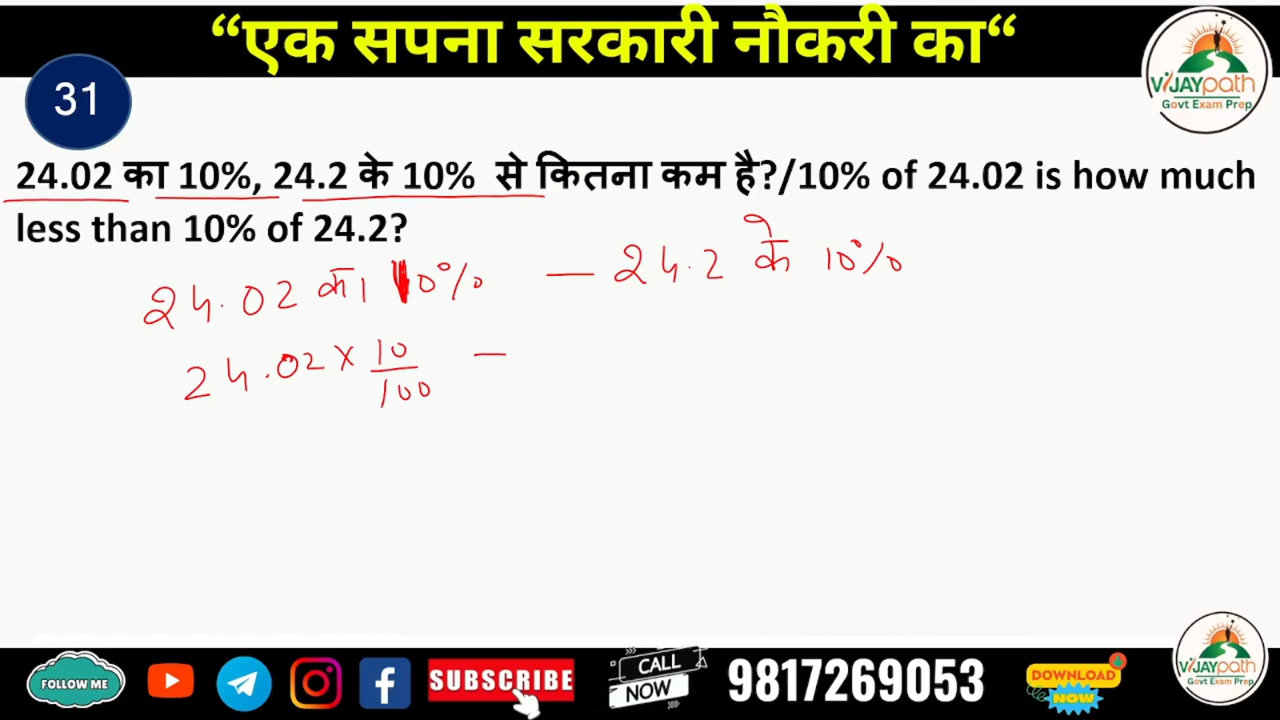 “एक सपना सरकारी नौकरी का“
31
VIJAYpath
Govt Exam Prep
24.02 का 10%, 24.2 के 10% से कितना कम है?/10% of 24.02 is how much
less than 10% of 24.2?
24.02 का 10% — 24.2 के 10%
24.02 × 10/100 —
FOLLOW ME
SUBSCRIBE
CALL
NOW
9817269053
DOWNLOAD
NOW
VIJAYpath
Govt Exam Prep